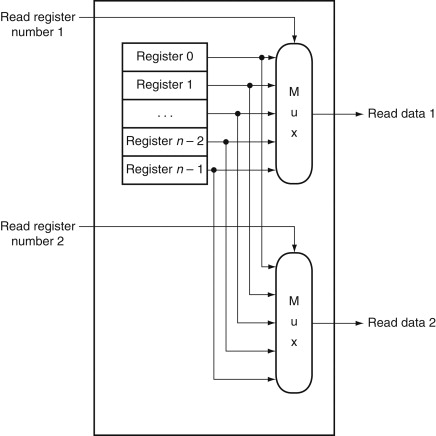 Read register
number 1
Register 0
Register 1
. . .
Register n – 2
Register n – 1
M
u
x
Read data 1
Read register
number 2
M
u
x
Read data 2